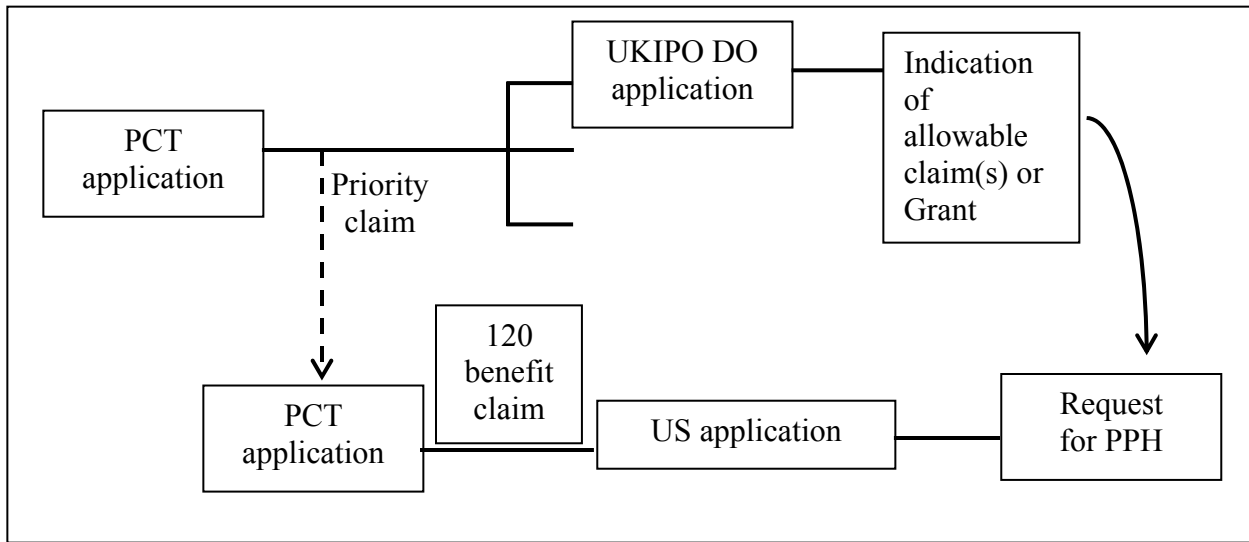 UKIPO DO
application
Indication
of
allowable
claim(s) or
Grant
PCT
application
Priority
claim
120
benefit
claim
PCT
application
US application
Request
for PPH